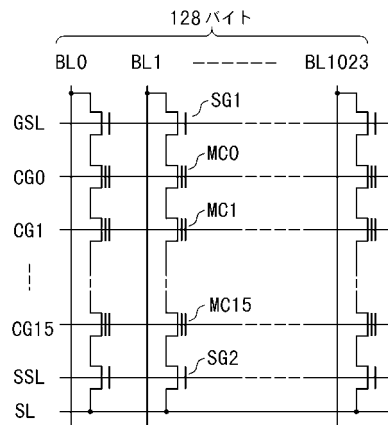 128バイト
BL0 BL1 BL1023
SG1
GSL
MC0
CG0
MC1
CG1
MC15
CG15
SG2
SSL
SL